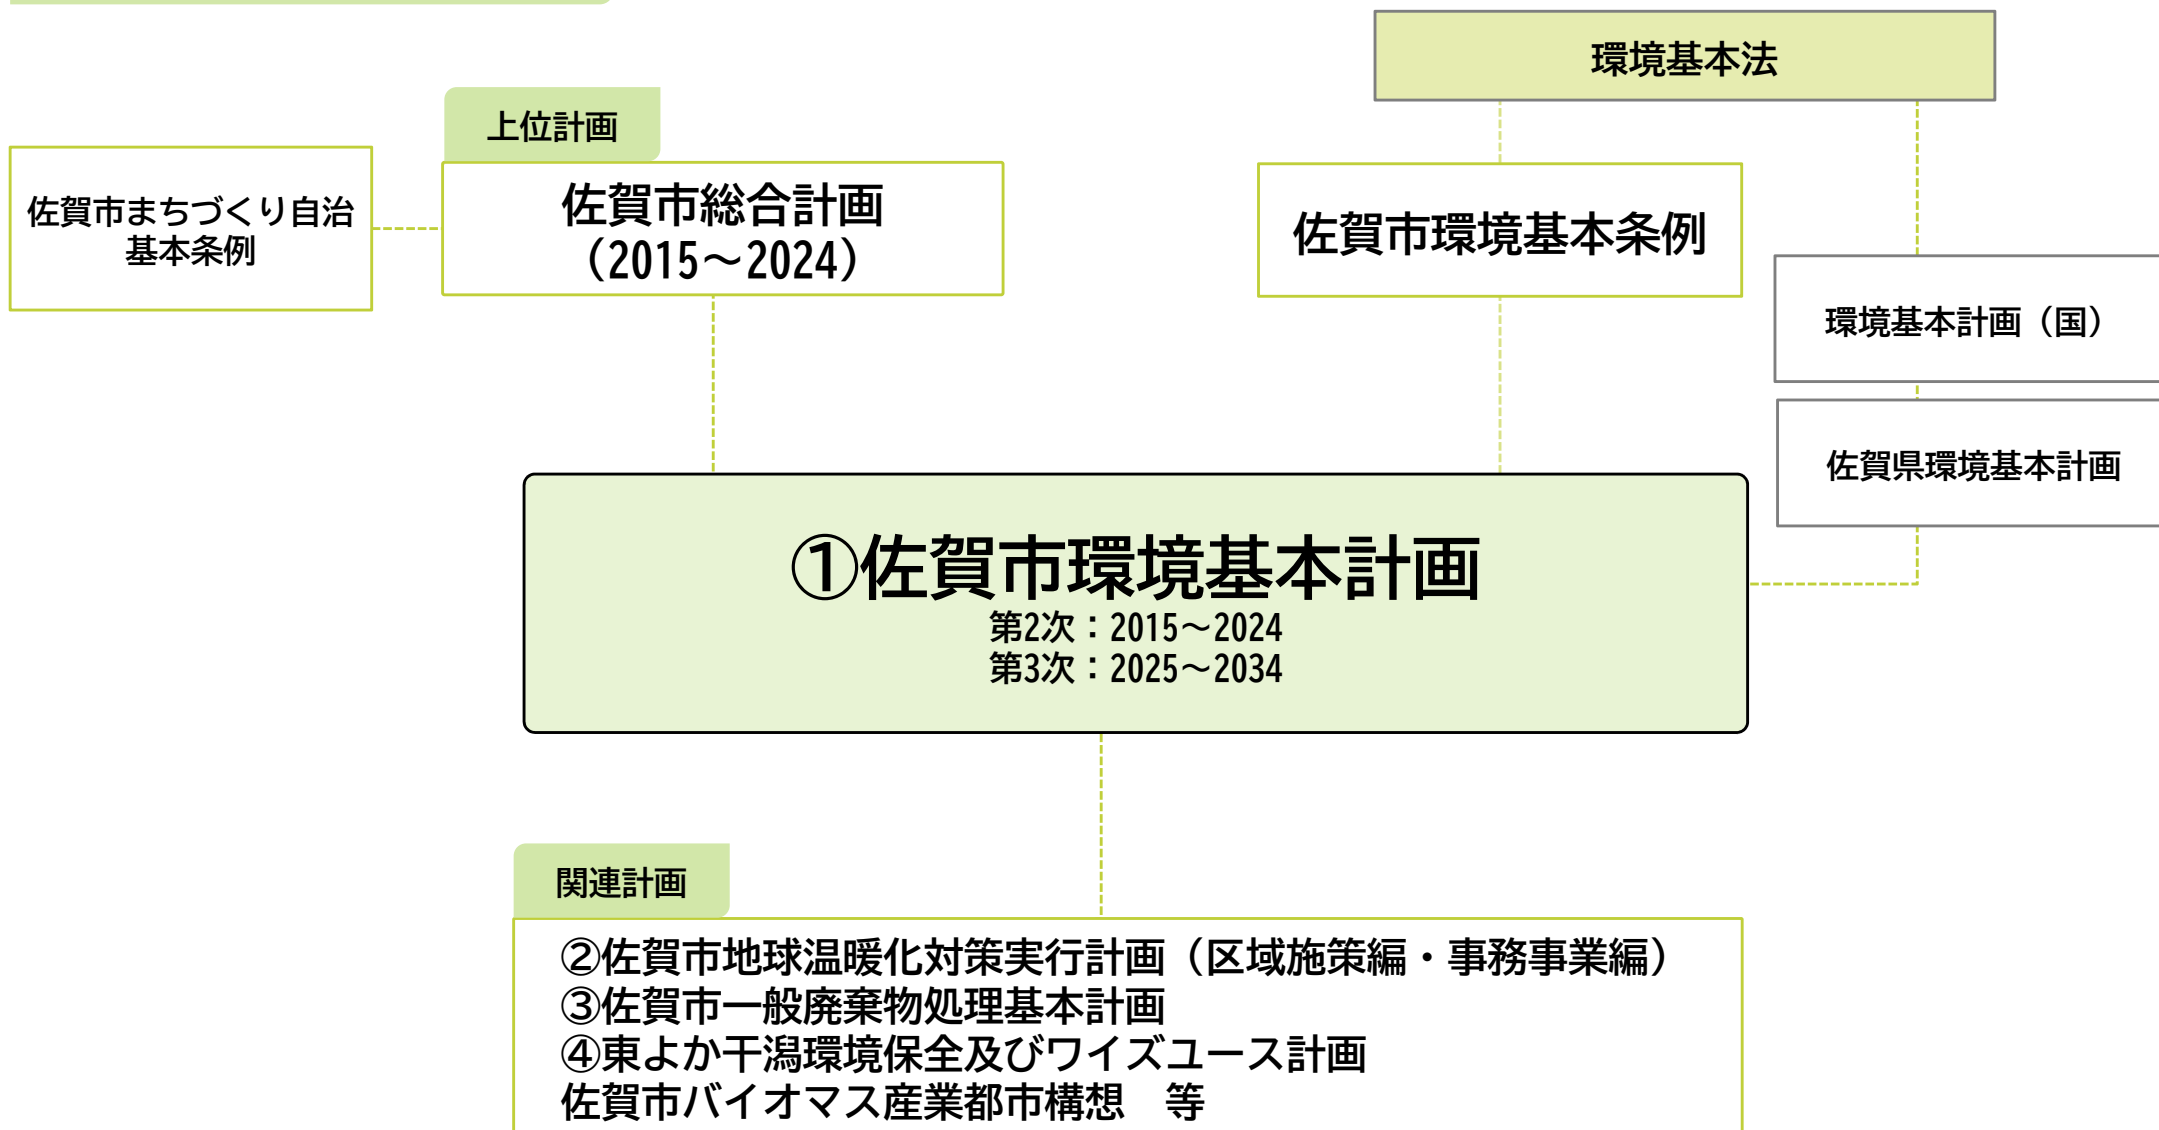 環境基本法
上位計画
佐賀市まちづくり自治
基本条例
佐賀市総合計画
（2015～2024）
佐賀市環境基本条例
環境基本計画（国）
佐賀県環境基本計画
①佐賀市環境基本計画
第2次：2015～2024
第3次：2025～2034
関連計画
②佐賀市地球温暖化対策実行計画（区域施策編・事務事業編）
③佐賀市一般廃棄物処理基本計画
④東よか干潟環境保全及びワイズユース計画
佐賀市バイオマス産業都市構想　等